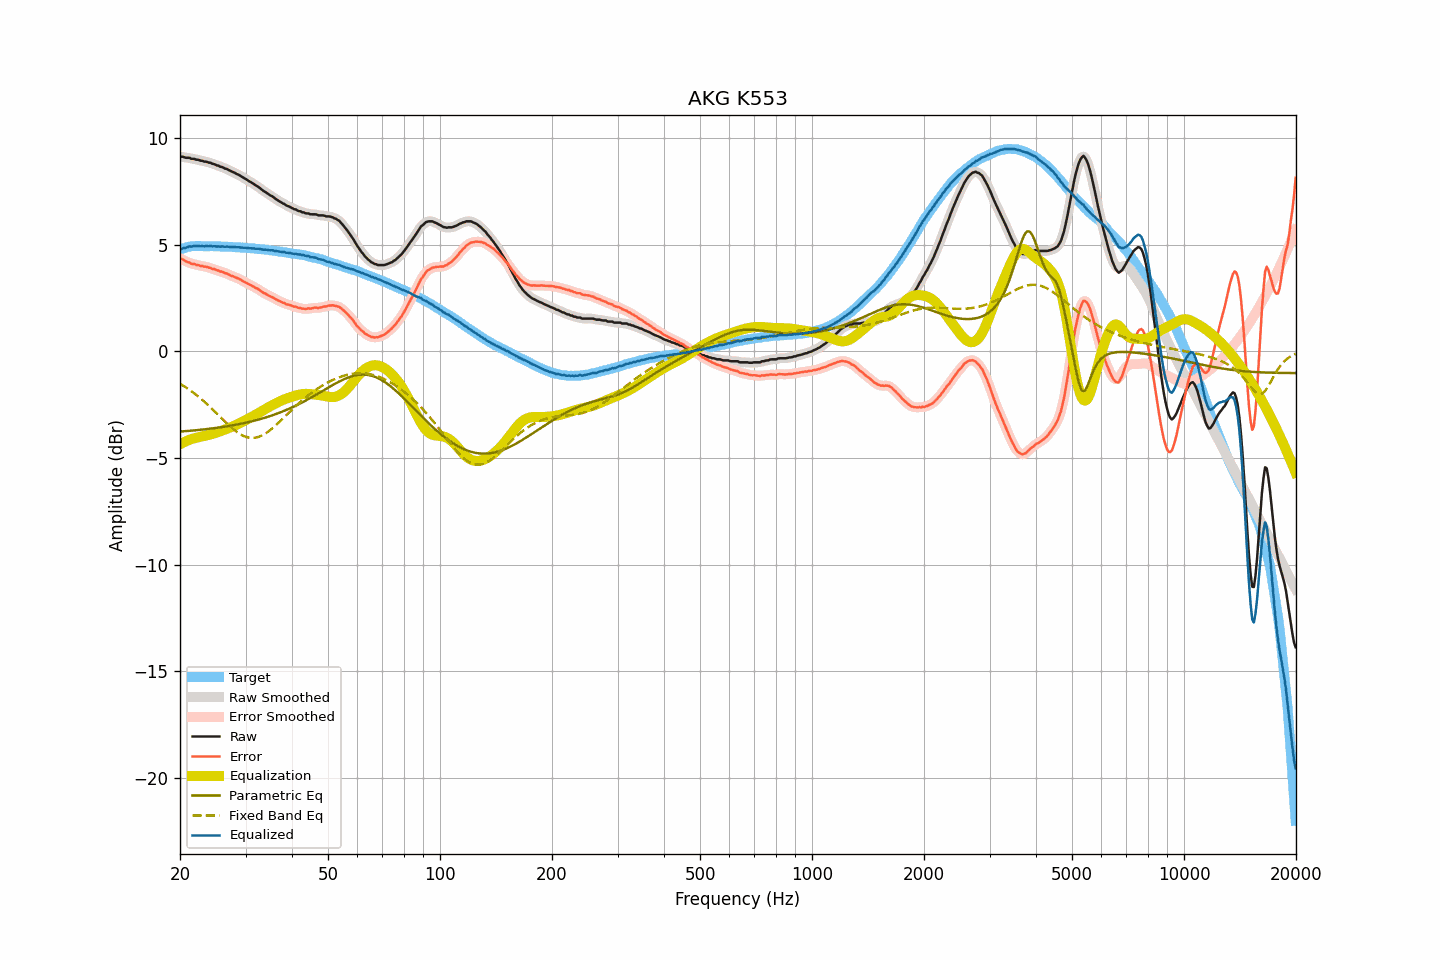 AKG K553
10
5
0
−5
−10
−15
−20
Amplitude (dBr)
Target
Raw Smoothed
Error Smoothed
Raw
Error
Equalization
Parametric Eq
Fixed Band Eq
Equalized
20 50 100 200 500 1000 2000 5000 10000 20000
Frequency (Hz)